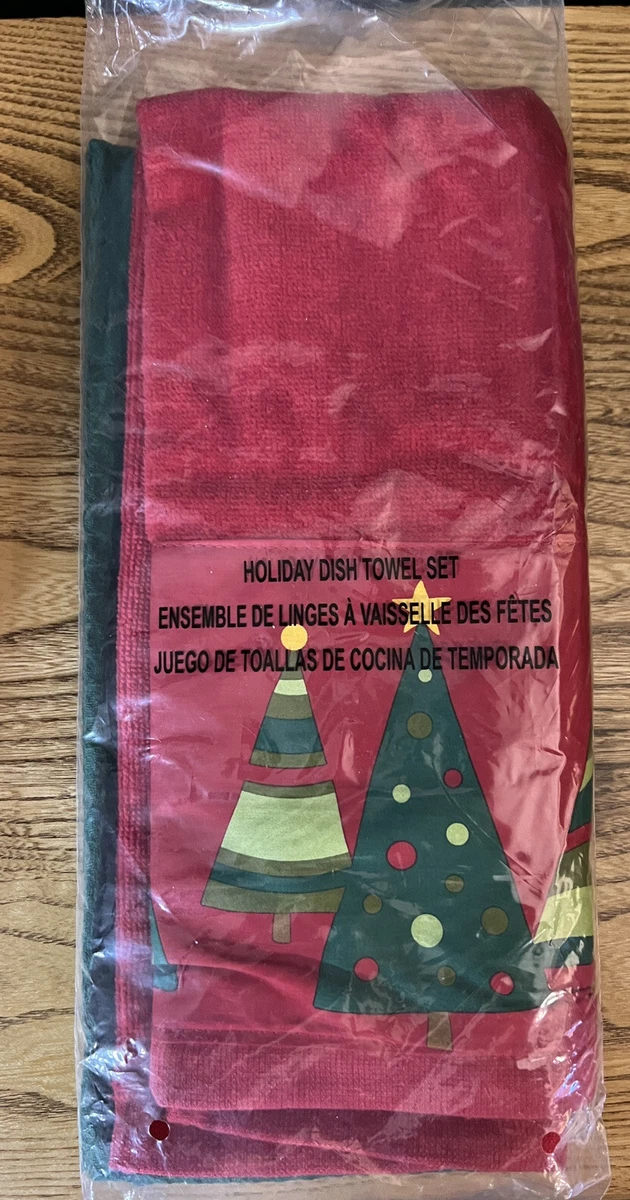 HOLIDAY DISH TOWEL SET
ENSEMBLE DE LINGES À VAISSELLE DES FÊTES
JUEGO DE TOALLAS DE COCINA DE TEMPORADA